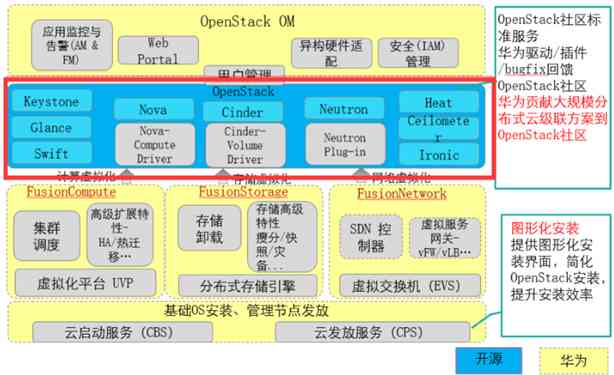 OpenStack OM
应用监控与
告警(AM &
FM)
Web
Portal
异构硬件适
配
安全(IAM)
管理
用户管理
OpenStack
Keystone
Glance
Swift
Nova
Nova-
Compute
Driver
Cinder
Cinder-
Volume
Driver
Neutron
Neutron
Plug-in
Heat
Ceilomete
r
Ironic
计算虚拟化
存储虚拟化
网络虚拟化
FusionCompute
集群
调度
高级扩展特
性-
HA/热迁
移…
虚拟化平台 UVP
FusionStorage
存储
卸载
存储高级
特性
瘦分/快
照/灾
备…
分布式存储引擎
FusionNetwork
SDN 控
制器
虚拟服务
网关-
vFW/vLB…
虚拟交换机 (EVS)
基础OS安装、管理节点发放
云启动服务 (CBS)
云发放服务 (CPS)
OpenStack社区标
准服务
华为驱动/插件
/bugfix回馈
OpenStack社区
华为贡献大规模分
布式云级联方案到
OpenStack社区
图形化安装
提供图形化安
装界面, 简化
OpenStack安装,
提升安装效率
开源
华为